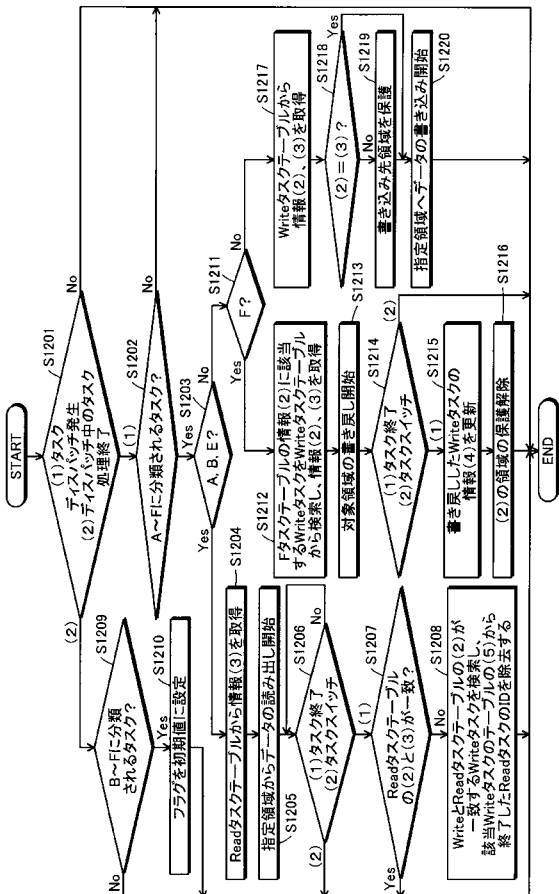 START
S1201
(1)タスク
ディスパッチ発生
(2)ディスパッチ中のタスク
処理終了
No
(1)
(2)
S1202
A～Fに分類されるタスク？
No
Yes
S1203
A, B, E？
Yes
No
S1209
B～Fに分類
されるタスク？
No
Yes
S1210
フラグを初期値に設定
S1204
Readタスクテーブルから情報(3)を取得
指定領域からデータの読み出し開始
S1205
S1206
(1)タスク終了
(2)タスクスイッチ
No
(1)
(2)
S1207
Readタスクテーブル
の(2)と(3)が一致？
Yes
No
S1208
WriteとReadタスクテーブルの(2)が
一致するWriteタスクを検索し、
該当Writeタスクのテーブルの(5)から
終了したReadタスクのIDを除去する
S1211
F？
Yes
No
S1212
Fタスクテーブルの情報(2)に該当
するWriteタスクをWriteタスクテーブル
から検索し、情報(2)、(3)を取得
S1213
対象領域の書き戻し開始
S1214
(1)タスク終了
(2)タスクスイッチ
(2)
(1)
S1215
書き戻ししたWriteタスクの
情報(4)を更新
S1216
(2)の領域の保護解除
S1217
Writeタスクテーブルから
情報(2)、(3)を取得
S1218
(2)=(3)？
Yes
No
S1219
書き込み先領域を保護
S1220
指定領域へデータの書き込み開始
END